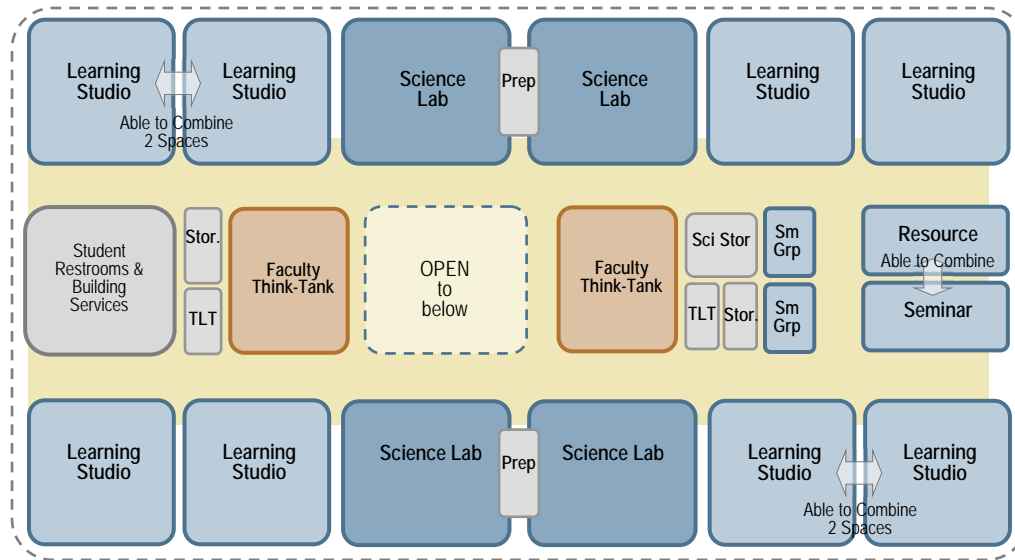 Learning
Studio
Learning
Studio
Able to Combine
2 Spaces
Science
Lab
Prep
Science
Lab
Learning
Studio
Learning
Studio
Student
Restrooms &
Building
Services
Stor.
TLT
Faculty
Think-Tank
OPEN
to
below
Faculty
Think-Tank
Sci Stor
TLT
Stor.
Sm
Grp
Sm
Grp
Resource
Able to Combine
Seminar
Learning
Studio
Learning
Studio
Science Lab
Prep
Science Lab
Learning
Studio
Learning
Studio
Able to Combine
2 Spaces